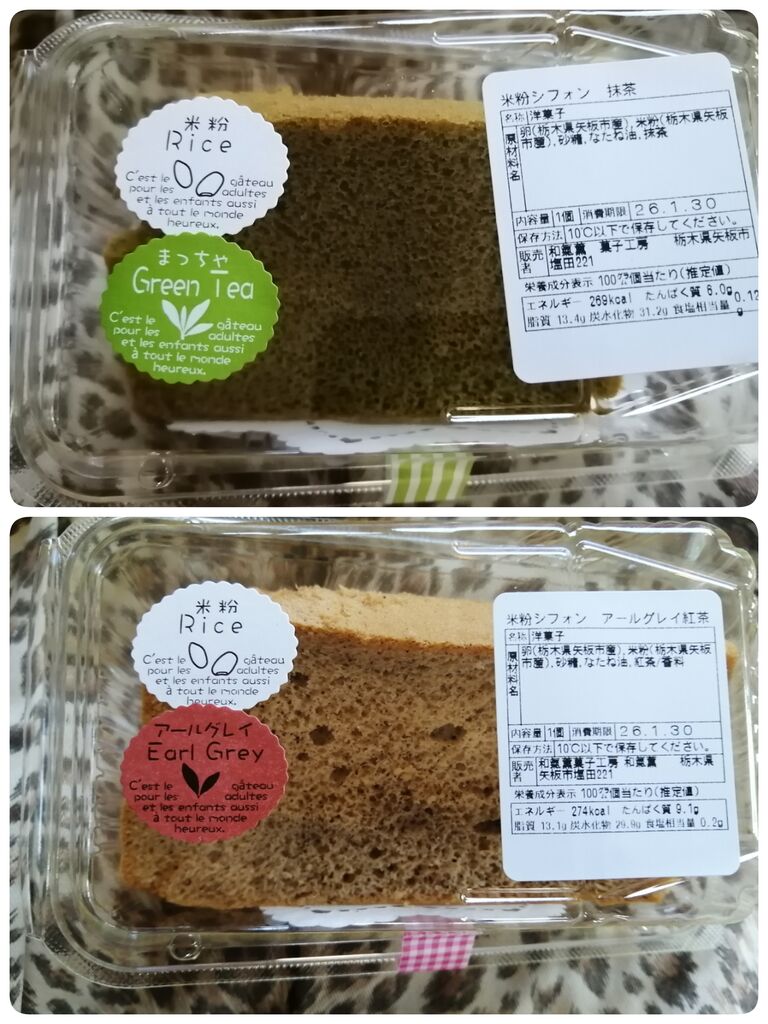 米粉
Rice
C'est le gâteau
pour les adultes
et les enfants aussi
à tout le monde
heureux.
まっちゃ
Green Tea
C'est le gâteau
pour les adultes
et les enfants aussi
à tout le monde
heureux.
米粉シフォン 抹茶
名称 洋菓子
原材料名 卵(栃木県矢板市産),米粉(栃木県矢板
市産),砂糖,なたね油,抹茶
内容量 1個 消費期限 26.1.30
保存方法 10℃以下で保存してください。
販売者 菓子工房 栃木県矢板市
塩田221
栄養成分表示 100g個当たり(推定値)
エネルギー 269kcal たんぱく質 8.0g
脂質 13.4g 炭水化物 31.2g 食塩相当量 0.12g
米粉
Rice
C'est le gâteau
pour les adultes
et les enfants aussi
à tout le monde
heureux.
アールグレイ
Earl Grey
C'est le gâteau
pour les adultes
et les enfants aussi
à tout le monde
heureux.
米粉シフォン アールグレイ紅茶
名称 洋菓子
原材料名 卵(栃木県矢板市産),米粉(栃木県矢板
市産),砂糖,なたね油,紅茶/香料
内容量 1個 消費期限 26.1.30
保存方法 10℃以下で保存してください。
販売者 菓子工房 栃木県
矢板市塩田221
栄養成分表示 100g個当たり(推定値)
エネルギー 274kcal たんぱく質 9.1g
脂質 13.1g 炭水化物 29.9g 食塩相当量 0.2g